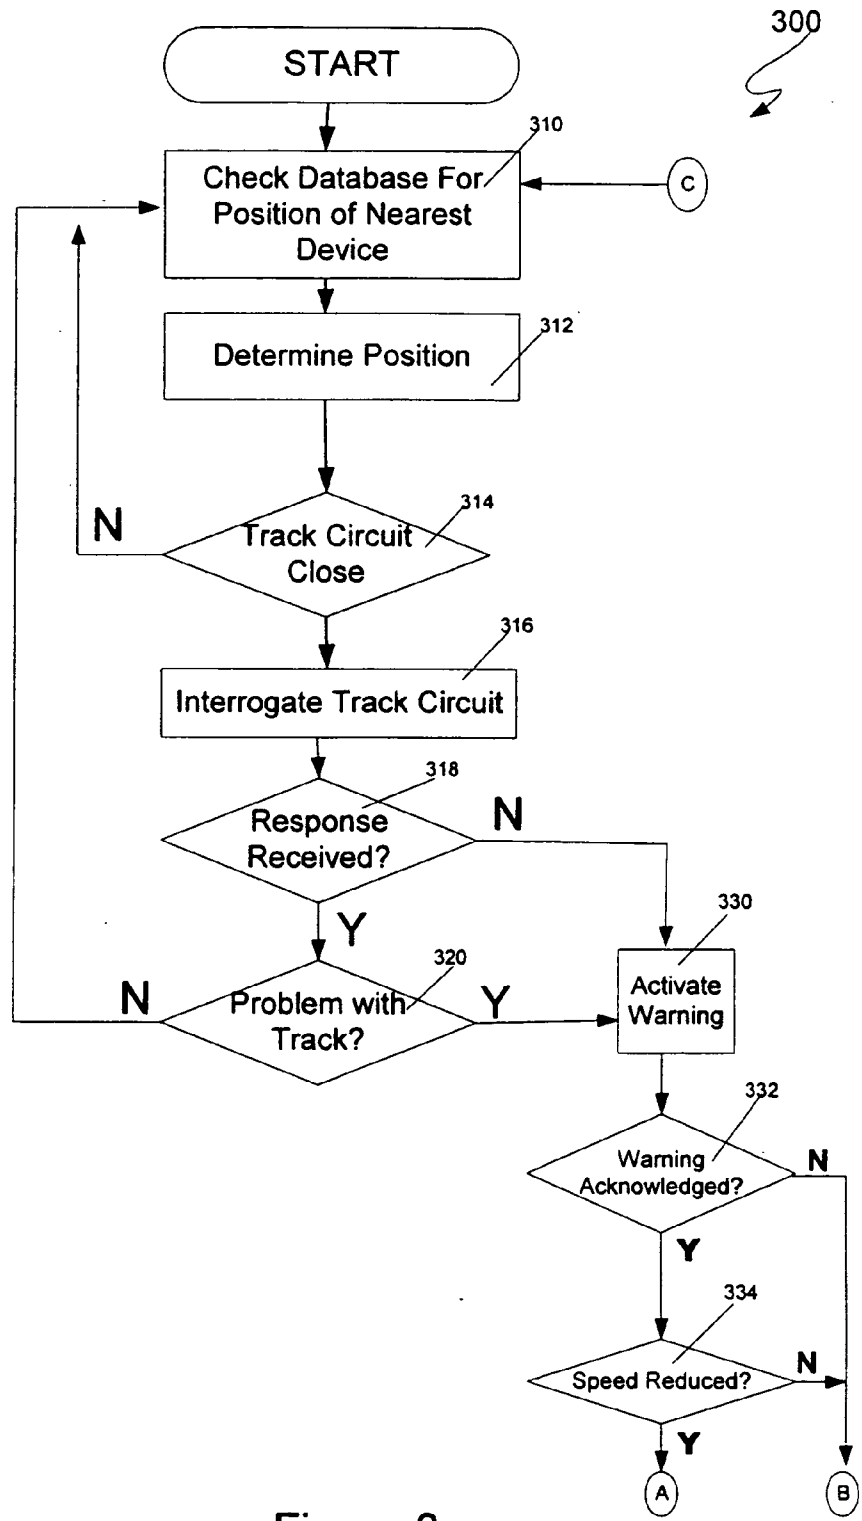 300
START
310
Check Database For
Position of Nearest
Device
C
312
Determine Position
314
N
Track Circuit
Close
316
Interrogate Track Circuit
318
Response
Received?
N
Y
330
Activate
Warning
320
N
Problem with
Track?
Y
332
Warning
Acknowledged?
N
Y
334
Speed Reduced?
N
Y
A
B